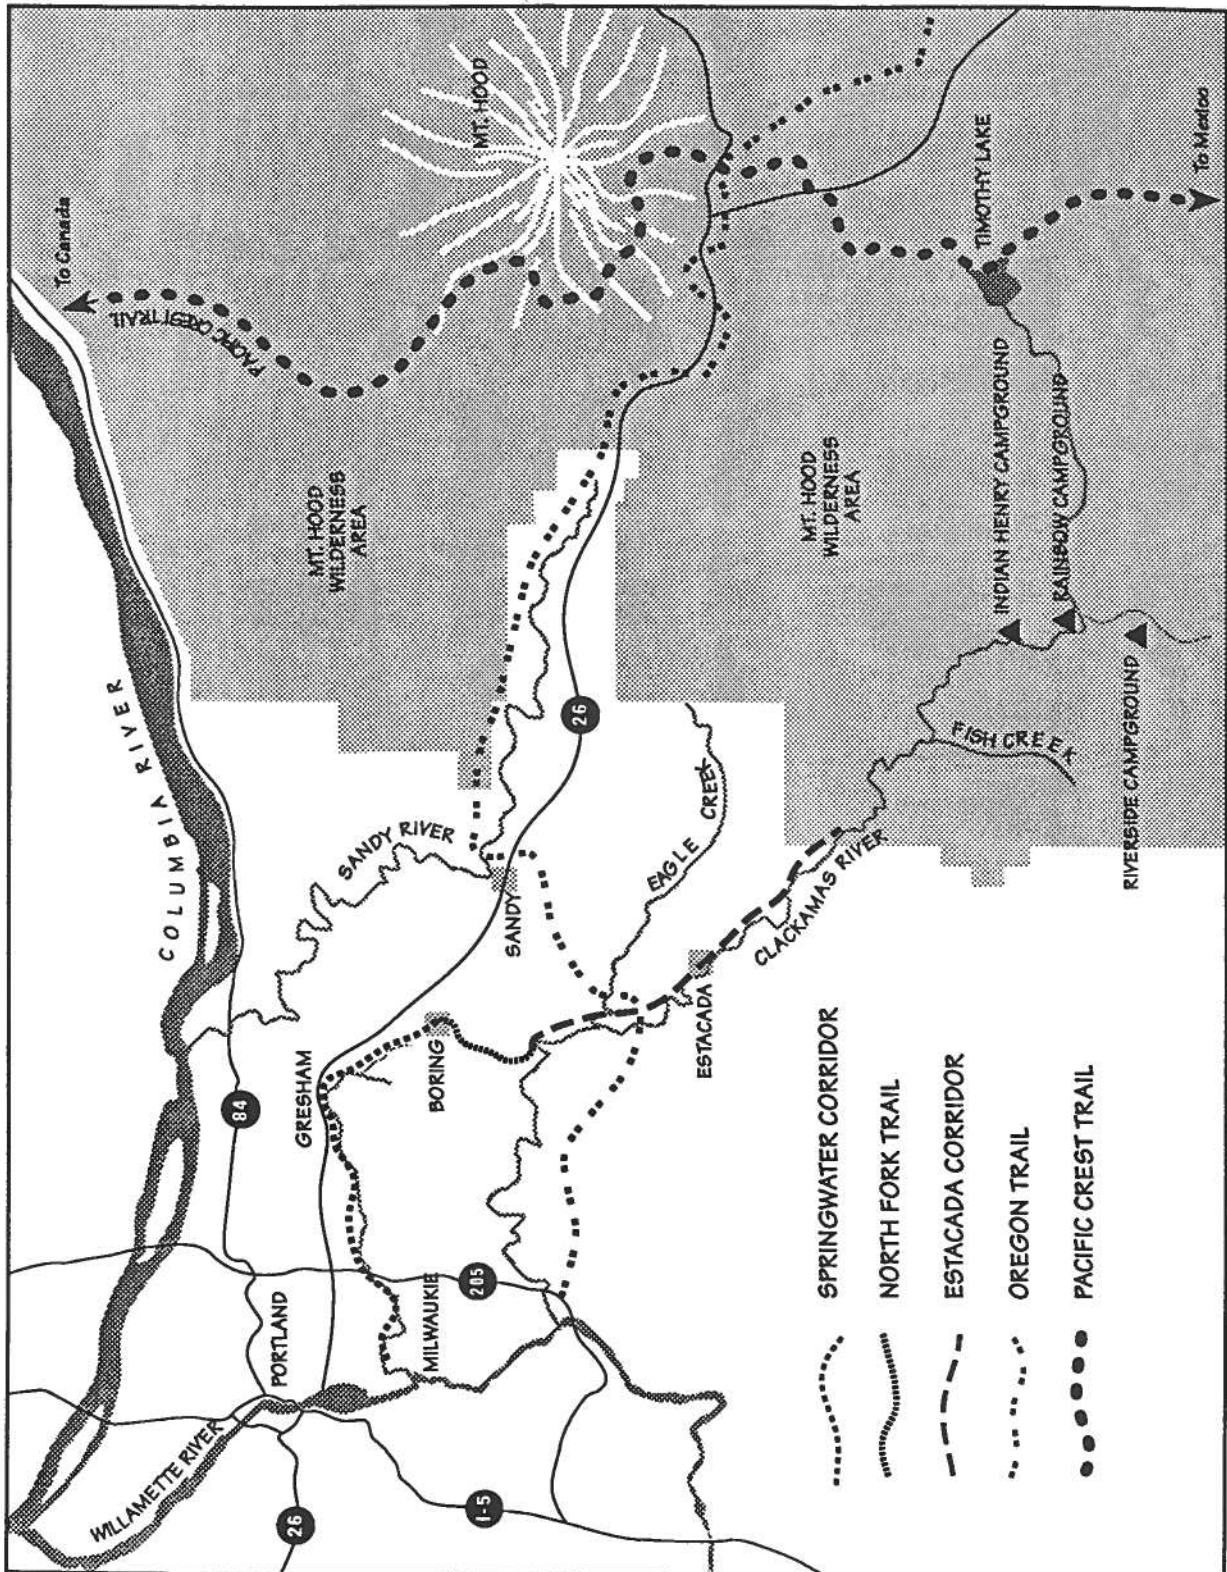 To Canada
PACIFIC CREST TRAIL
MT. HOOD
COLUMBIA RIVER
MT. HOOD
WILDERNESS
AREA
SANDY RIVER
84
GRESHAM
PORTLAND
WILLAMETTE RIVER
26
I-5
205
MILWAUKIE
BORING
SANDY
26
EAGLE CREEK
ESTACADA
CLACKAMAS RIVER
FISH CREEK
MT. HOOD
WILDERNESS
AREA
TIMOTHY LAKE
INDIAN HENRY CAMPGROUND
RAINBOW CAMPGROUND
RIVERSIDE CAMPGROUND
To Mexico
SPRINGWATER CORRIDOR
NORTH FORK TRAIL
ESTACADA CORRIDOR
OREGON TRAIL
PACIFIC CREST TRAIL